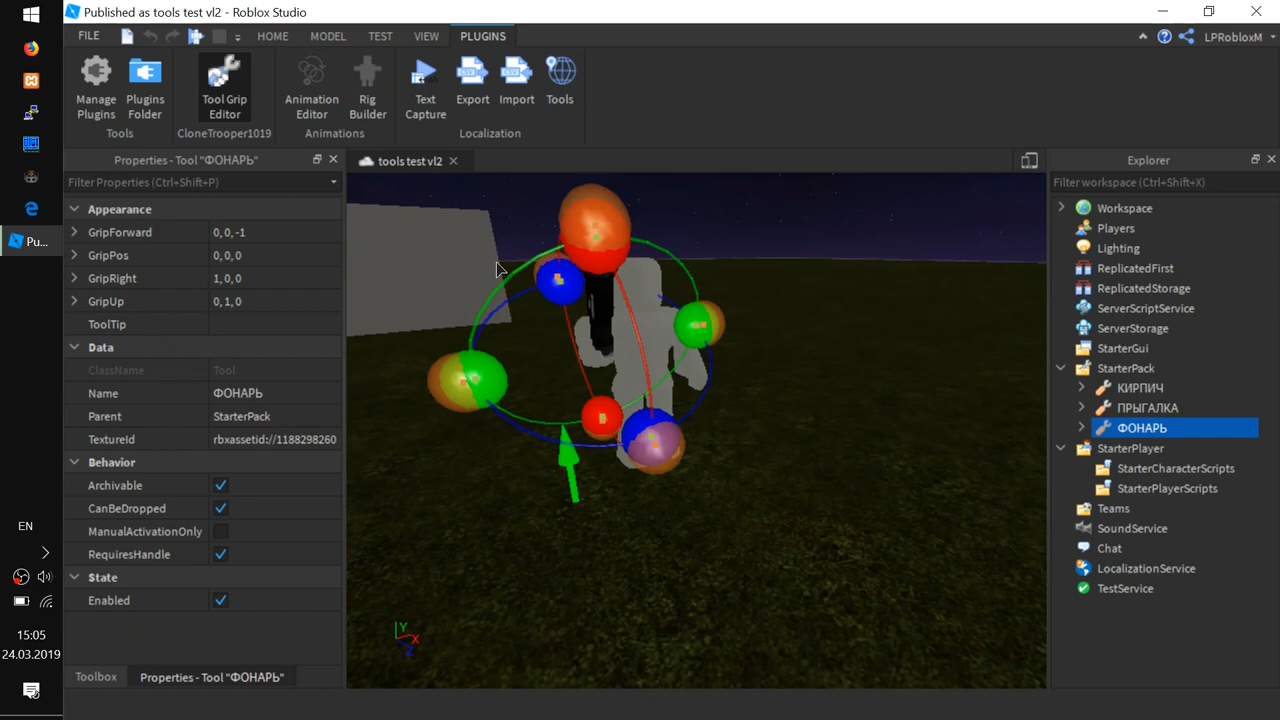 Published as tools test vl2 - Roblox Studio
FILE
HOME
MODEL
TEST
VIEW
PLUGINS
LPRobloxM
Manage Plugins
Plugins Folder
Tool Grip Editor
Animation Editor
Rig Builder
Text Capture
Export
Import
Tools
Tools
CloneTrooper1019
Animations
Localization
Properties - Tool "ФОНАРЬ"
Filter Properties (Ctrl+Shift+P)
Appearance
GripForward 0,0,-1
GripPos 0,0,0
GripRight 1,0,0
GripUp 0,1,0
ToolTip
Data
ClassName Tool
Name ФОНАРЬ
Parent StarterPack
TextureId rbxassetid://1188298260
Behavior
Archivable
CanBeDropped
ManualActivationOnly
RequiresHandle
State
Enabled
Toolbox
Properties - Tool "ФОНАРЬ"
tools test vl2
Y
X
Z
Explorer
Filter workspace (Ctrl+Shift+X)
Workspace
Players
Lighting
ReplicatedFirst
ReplicatedStorage
ServerScriptService
ServerStorage
StarterGui
StarterPack
КИРПИЧ
ПРЫГАЛКА
ФОНАРЬ
StarterPlayer
StarterCharacterScripts
StarterPlayerScripts
Teams
SoundService
Chat
LocalizationService
TestService
Pu...
EN
15:05
24.03.2019